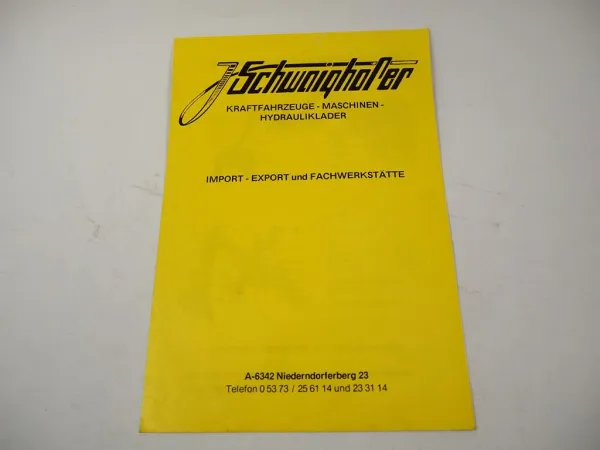 J Schwaighofer
KRAFTFAHRZEUGE - MASCHINEN -
HYDRAULIKLADER
IMPORT - EXPORT und FACHWERKSTÄTTE
A-6342 Niederndorferberg 23
Telefon 0 53 73 / 25 61 14 und 23 31 14